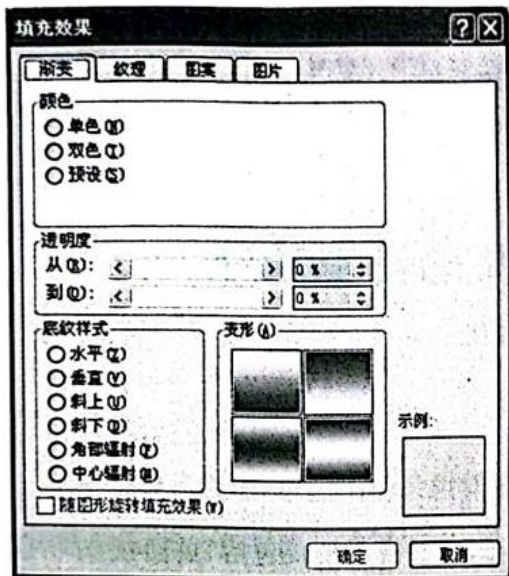 填充效果
渐变 纹理 图案 图片
颜色
单色(N)
双色(T)
预设(S)
透明度
从(R): 0 %
到(O): 0 %
底纹样式
水平(Z)
垂直(V)
斜上(U)
斜下(D)
角部辐射(F)
中心辐射(M)
变形(A)
示例:
随图形旋转填充效果(W)
确定 取消